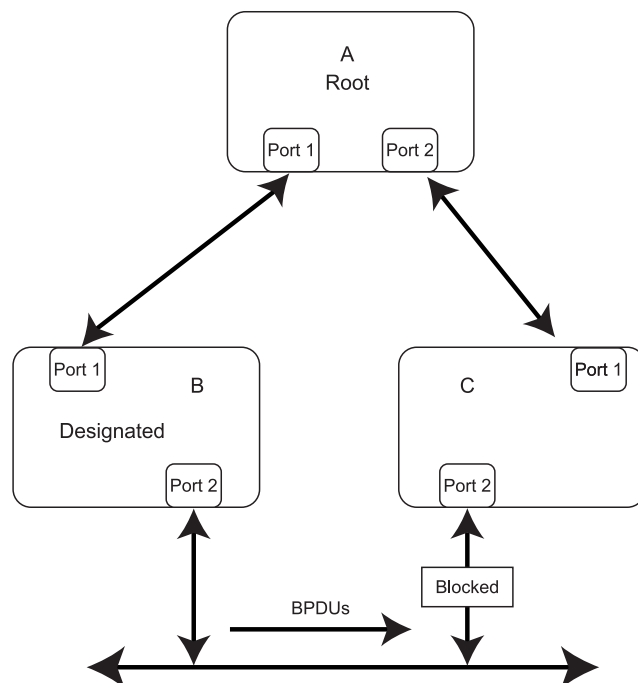 A
Root
Port 1
Port 2
Port 1
B
Designated
Port 2
C
Port 1
Port 2
Blocked
BPDUs